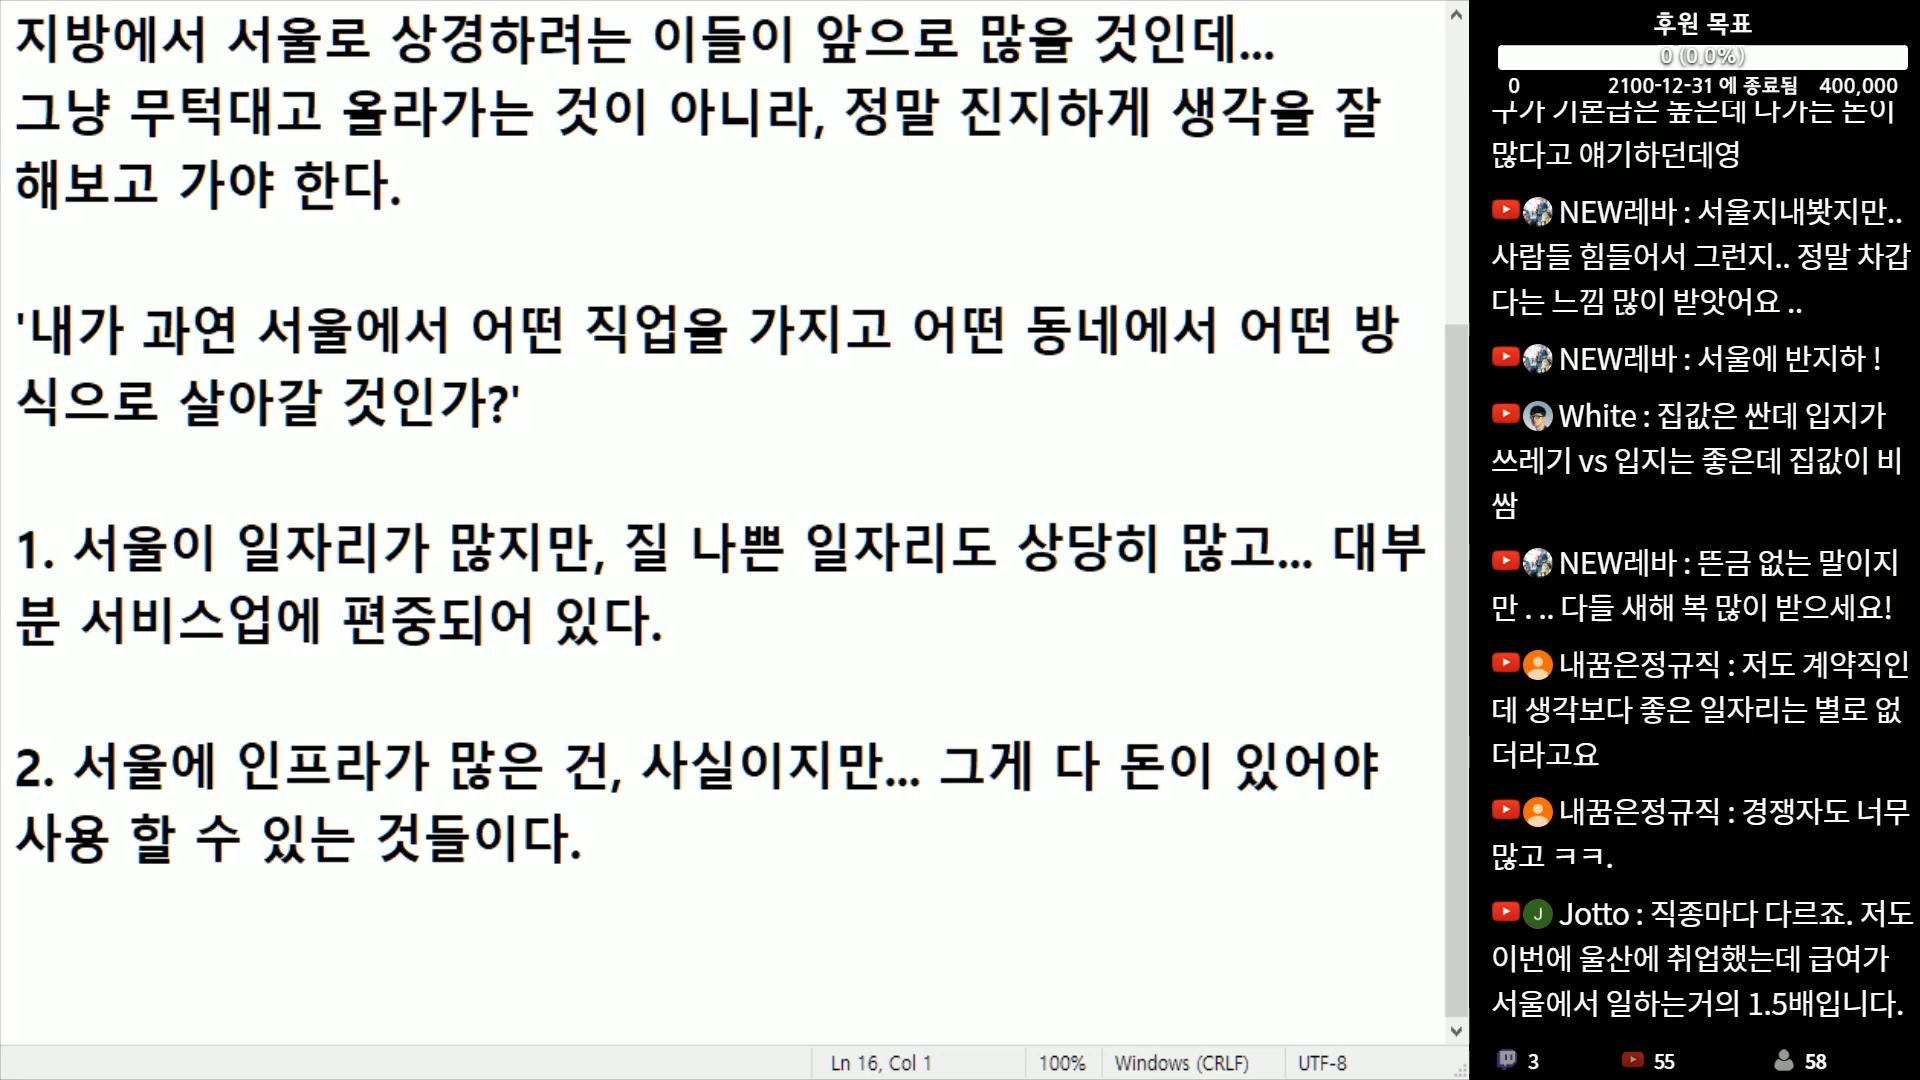 지방에서 서울로 상경하려는 이들이 앞으로 많을 것인데...
그냥 무턱대고 올라가는 것이 아니라, 정말 진지하게 생각을 잘
해보고 가야 한다.
'내가 과연 서울에서 어떤 직업을 가지고 어떤 동네에서 어떤 방
식으로 살아갈 것인가?'
1. 서울이 일자리가 많지만, 질 나쁜 일자리도 상당히 많고... 대부
분 서비스업에 편중되어 있다.
2. 서울에 인프라가 많은 건, 사실이지만... 그게 다 돈이 있어야
사용 할 수 있는 것들이다.
Ln 16, Col 1
100%
Windows (CRLF)
UTF-8
후원 목표
0 (0.0%)
0 2100-12-31 에 종료됨 400,000
구가 기본급은 높은데 나가는 돈이
많다고 얘기하던데영
NEW레바 : 서울지내봣지만..
사람들 힘들어서 그런지.. 정말 차갑
다는 느낌 많이 받앗어요 ..
NEW레바 : 서울에 반지하 !
White : 집값은 싼데 입지가
쓰레기 vs 입지는 좋은데 집값이 비
쌈
NEW레바 : 뜬금 없는 말이지
만 . .. 다들 새해 복 많이 받으세요!
내꿈은정규직 : 저도 계약직인
데 생각보다 좋은 일자리는 별로 없
더라고요
내꿈은정규직 : 경쟁자도 너무
많고 ㅋㅋ.
J Jotto : 직종마다 다르죠. 저도
이번에 울산에 취업했는데 급여가
서울에서 일하는거의 1.5배입니다.
3 55 58